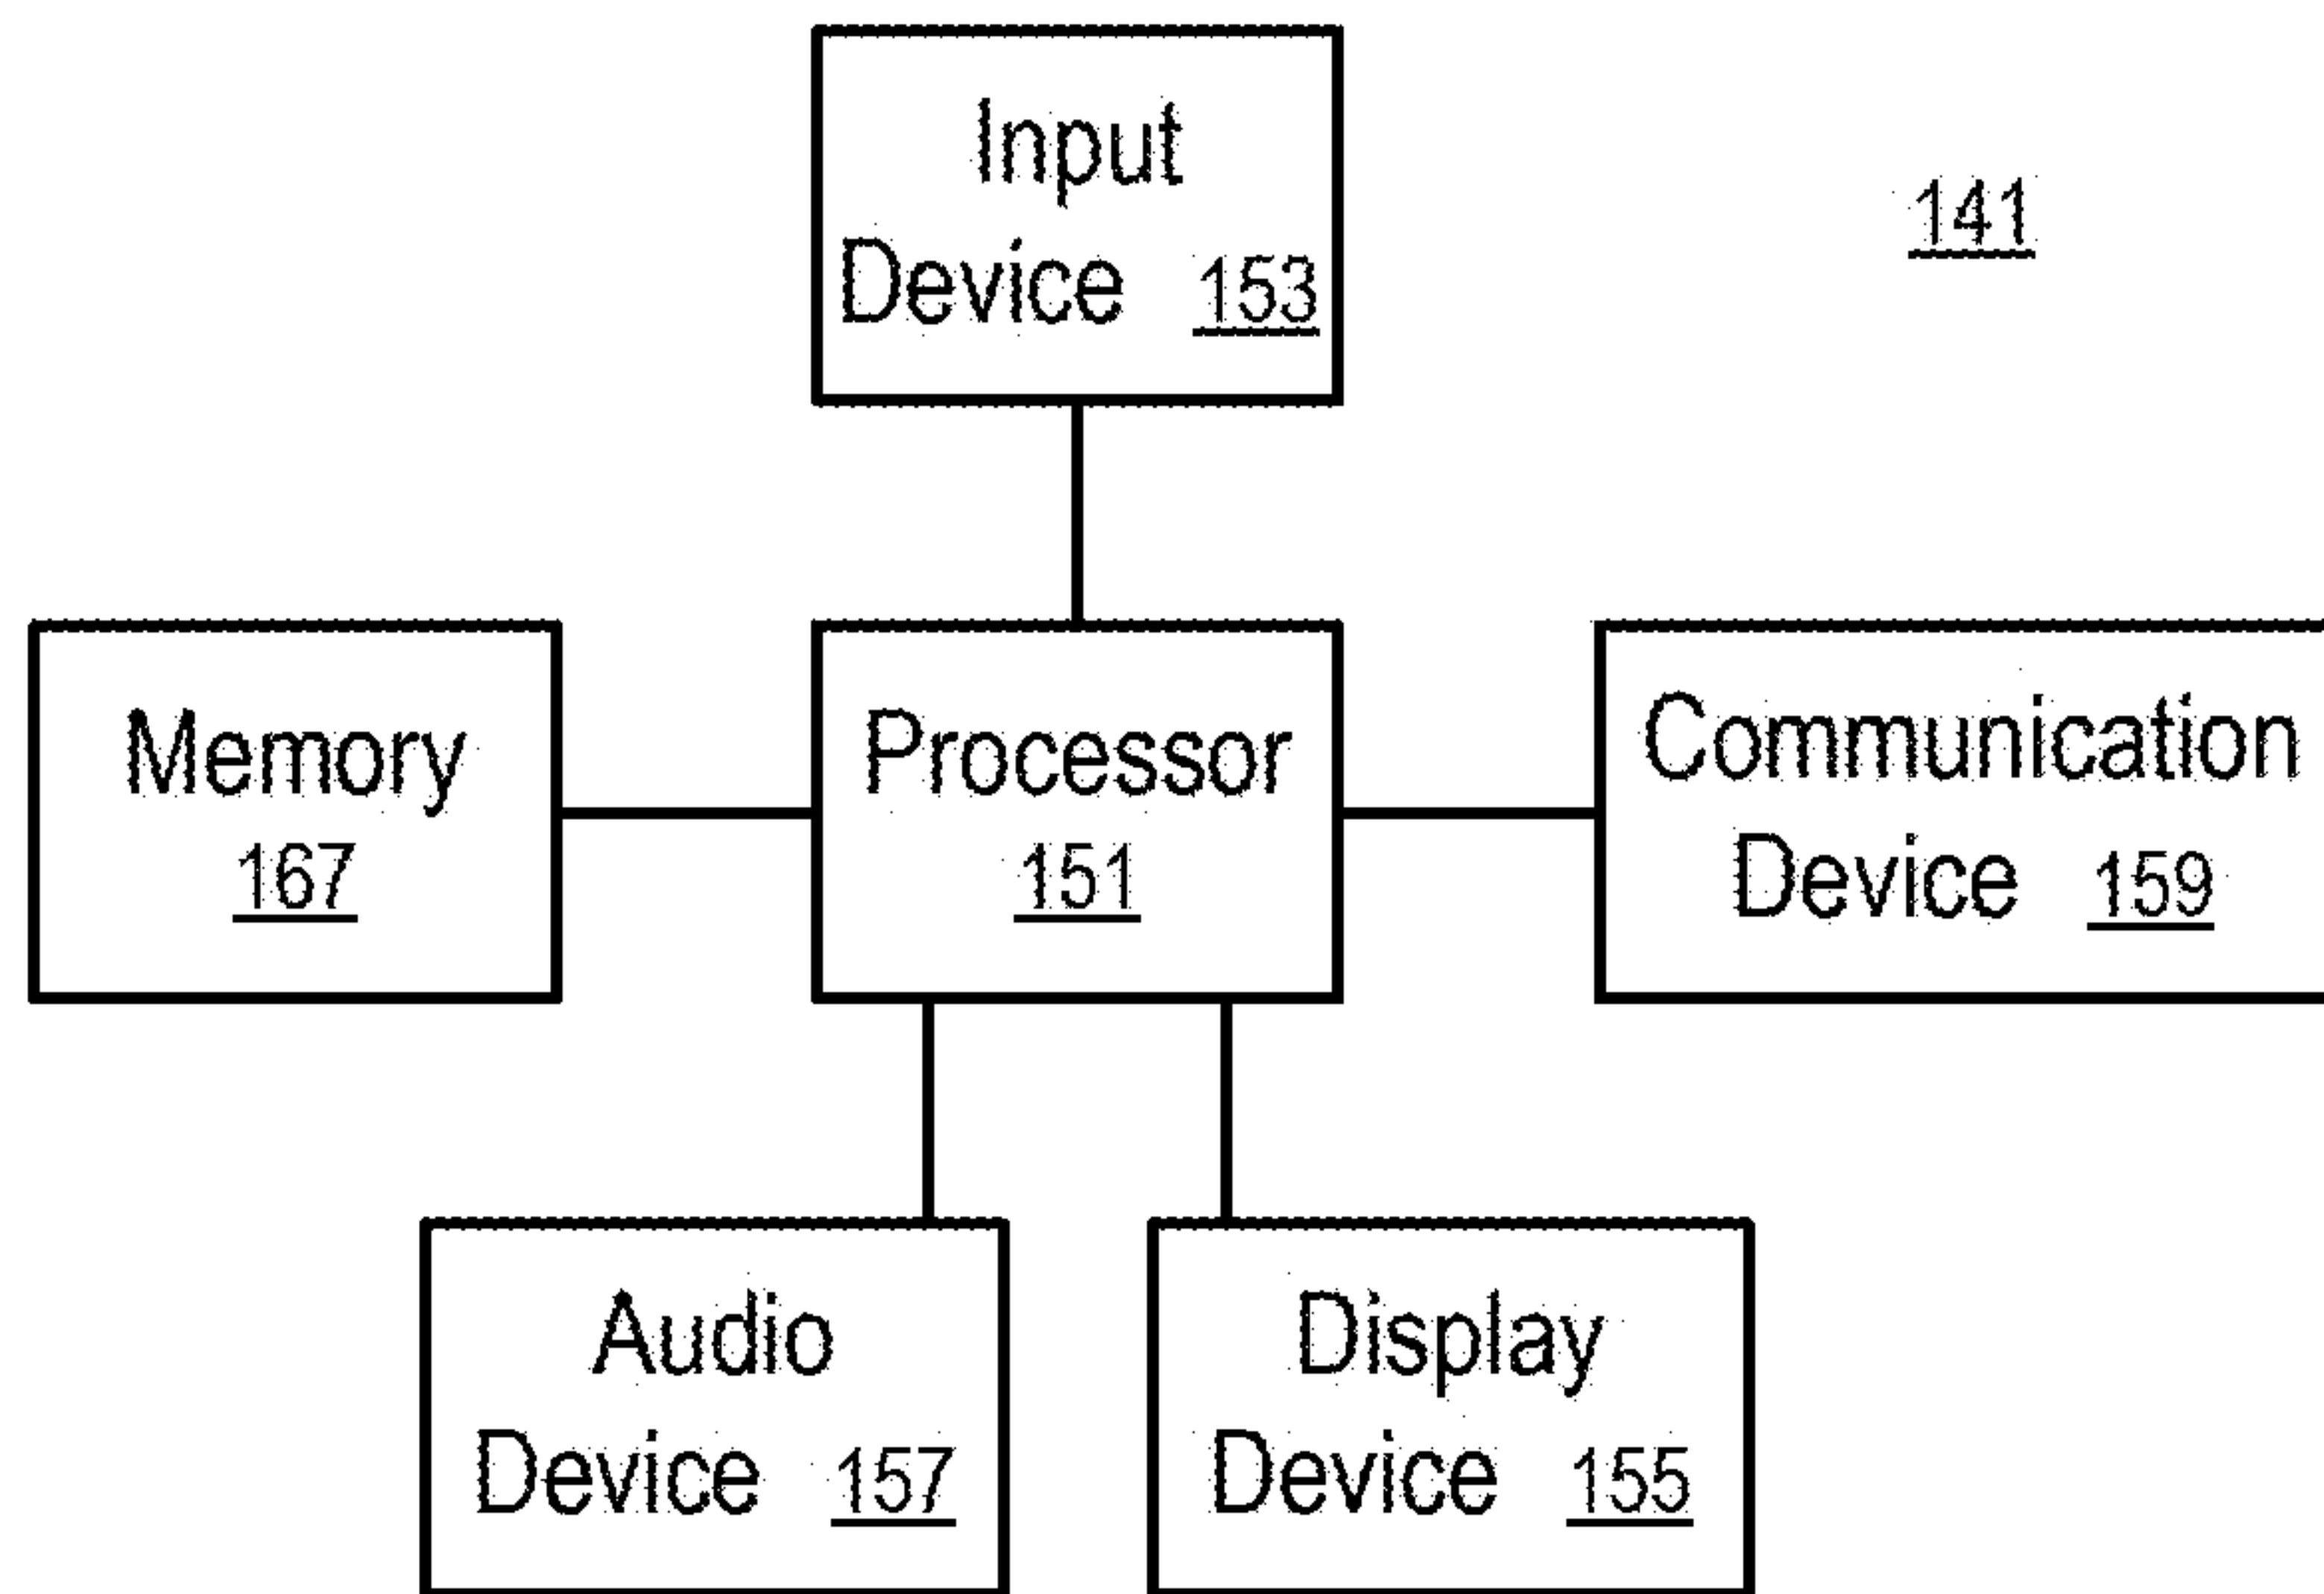 Input
Device 153
141
Memory
167
Processor
151
Communication
Device 159
Audio
Device 157
Display
Device 155